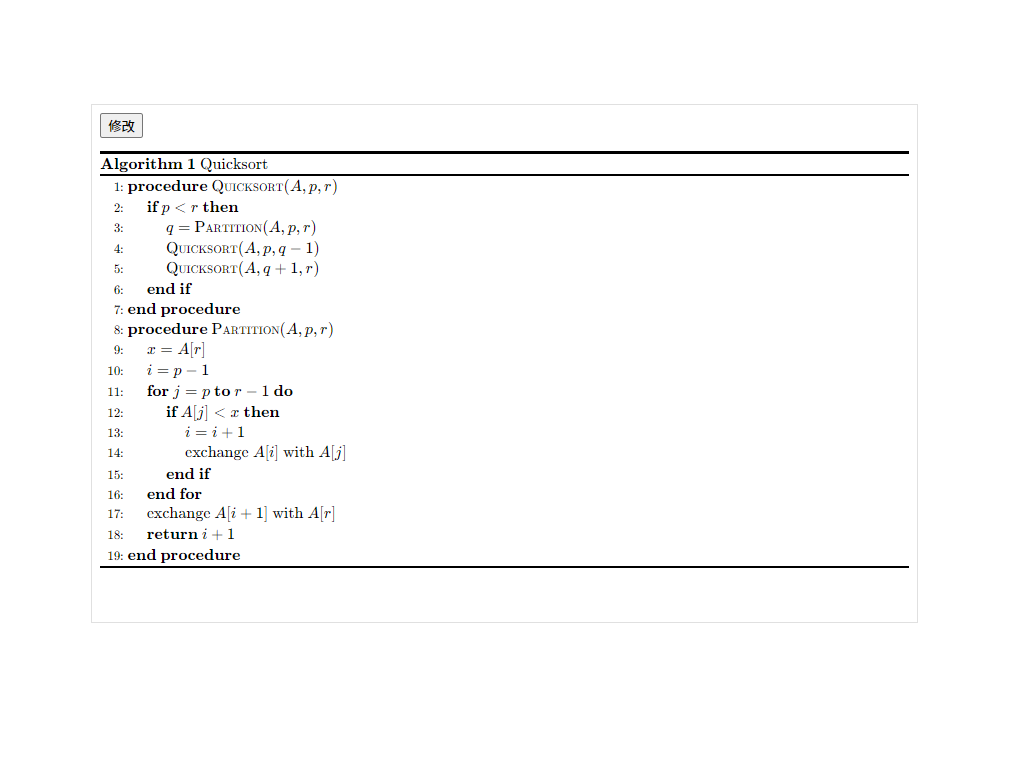 修改
Algorithm 1 Quicksort
1: procedure QUICKSORT(A, p, r)
2: if p < r then
3: q = PARTITION(A, p, r)
4: QUICKSORT(A, p, q − 1)
5: QUICKSORT(A, q + 1, r)
6: end if
7: end procedure
8: procedure PARTITION(A, p, r)
9: x = A[r]
10: i = p − 1
11: for j = p to r − 1 do
12: if A[j] < x then
13: i = i + 1
14: exchange A[i] with A[j]
15: end if
16: end for
17: exchange A[i + 1] with A[r]
18: return i + 1
19: end procedure